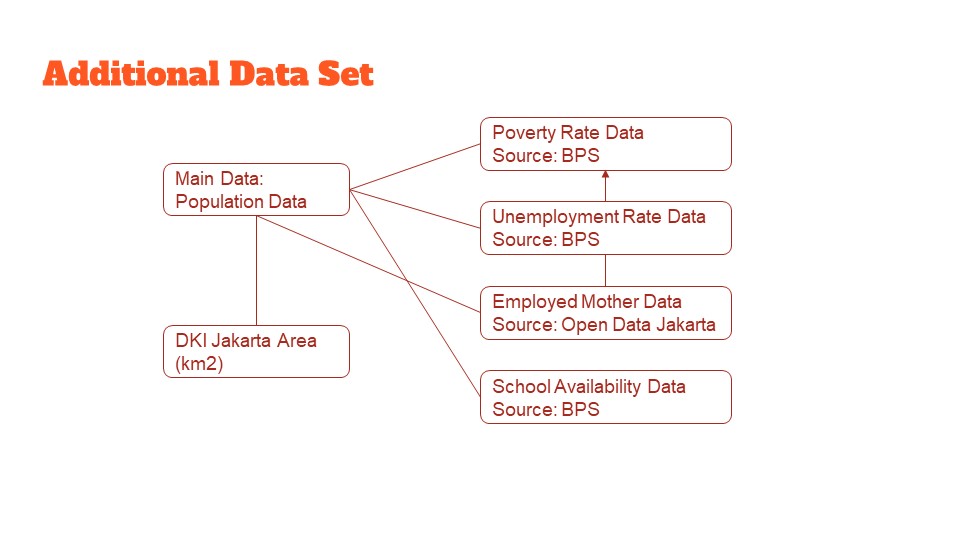 Additional Data Set
Main Data:
Population Data
DKI Jakarta Area
(km2)
Poverty Rate Data
Source: BPS
Unemployment Rate Data
Source: BPS
Employed Mother Data
Source: Open Data Jakarta
School Availability Data
Source: BPS